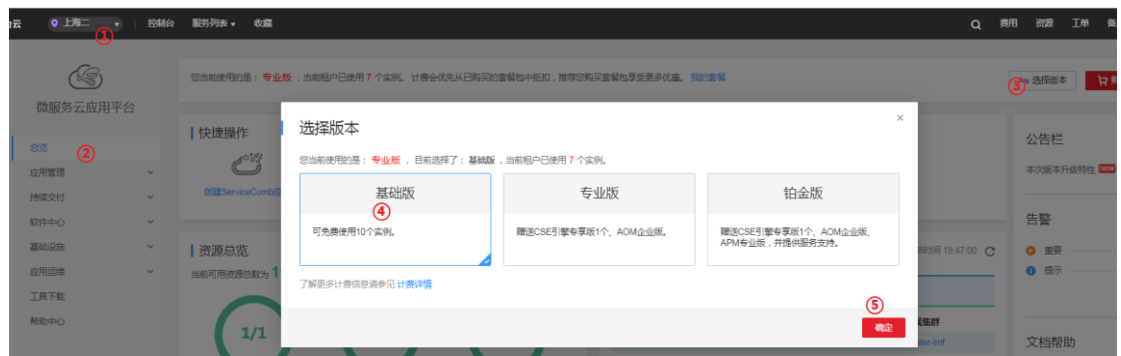 云 上海二 控制台 服务列表 收藏 费用 资源 工单
①
微服务云应用平台
总览
②
应用管理
持续交付
软件中心
基础设施
应用运维
工具下载
帮助中心
您当前使用的是：专业版，当前租户已使用 7 个实例。 计费会优先从已购买的套餐包中抵扣，推荐您购买套餐包享受更多优惠。 我的套餐
③
选择版本
快捷操作
创建ServiceComb应
资源总览
当前可用资源总数为 1
1/1
选择版本
×
您当前使用的是： 专业版 ，目前选择了：基础版，当前租户已使用 7 个实例。
基础版
④
可免费使用10个实例。
专业版
赠送CSE引擎专享版1个、AOM企业版。
铂金版
赠送CSE引擎专享版1个、AOM企业版、
APM专业版，并提供服务支持。
了解更多计费信息请参见 计费详情
⑤
确定
时间 19:47:00
集群
公告栏
本次版本升级特性 new
告警
重要
提示
文档帮助